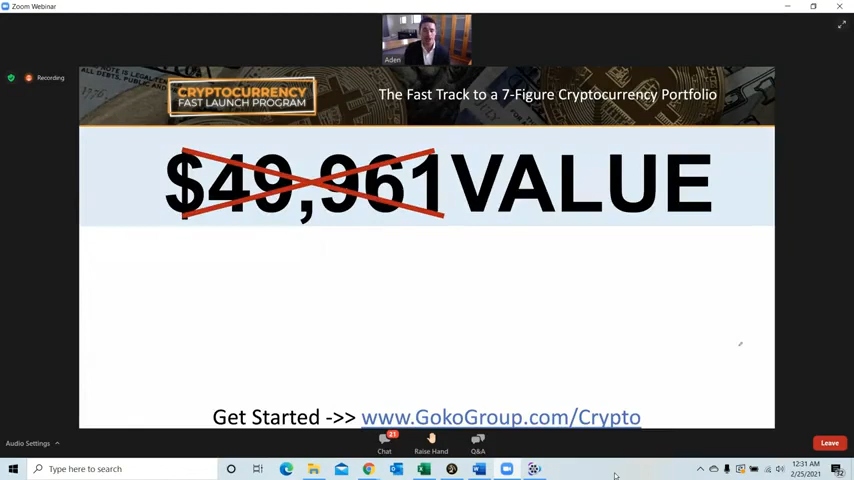 Zoom Webinar
Aden
Recording
CRYPTOCURRENCY
FAST LAUNCH PROGRAM
The Fast Track to a 7-Figure Cryptocurrency Portfolio
$49,961 VALUE
Get Started ->> www.GokoGroup.com/Crypto
Audio Settings
21
Chat
Raise Hand
Q&A
Leave
Type here to search
12:31 AM
2/25/2021